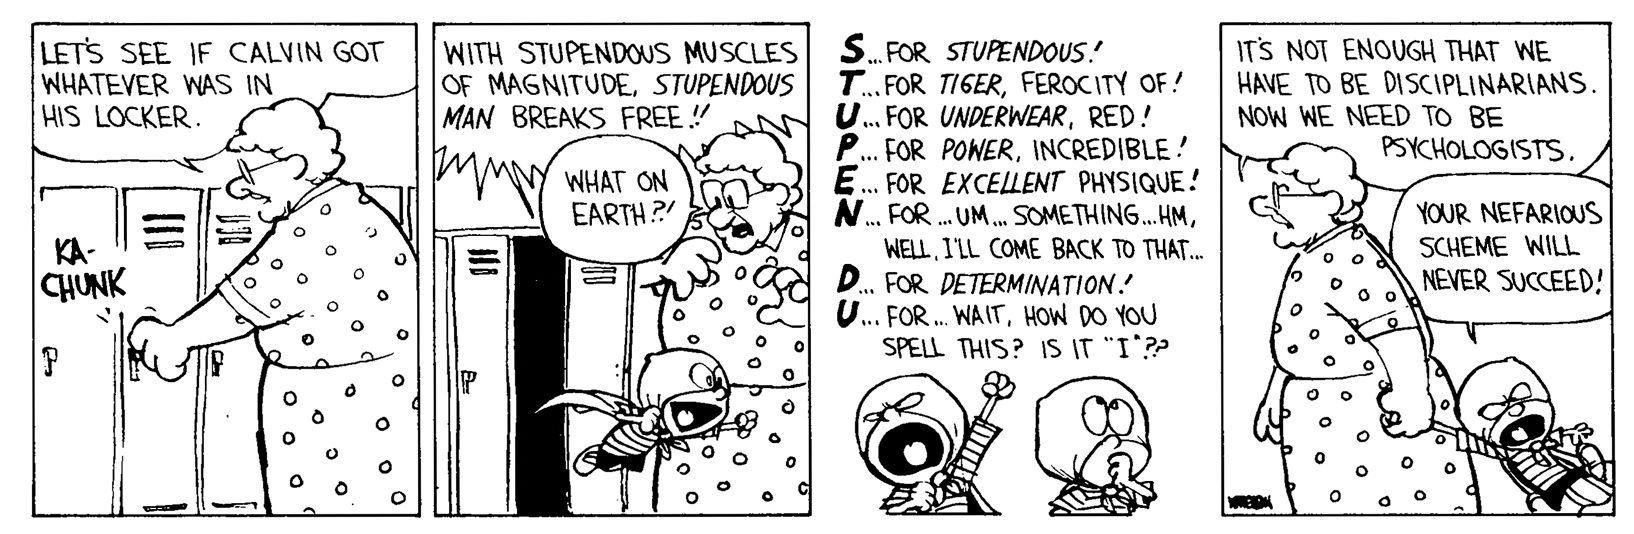 LET'S SEE IF CALVIN GOT
WHATEVER WAS IN
HIS LOCKER.
KA-
CHUNK
WITH STUPENDOUS MUSCLES
OF MAGNITUDE, STUPENDOUS
MAN BREAKS FREE!!
WHAT ON
EARTH?!
S...FOR STUPENDOUS!
T...FOR TIGER, FEROCITY OF!
U...FOR UNDERWEAR, RED!
P...FOR POWER, INCREDIBLE!
E...FOR EXCELLENT PHYSIQUE!
N...FOR...UM...SOMETHING...HM,
WELL, I'LL COME BACK TO THAT...
D...FOR DETERMINATION!
U...FOR...WAIT, HOW DO YOU
SPELL THIS? IS IT "I"??
IT'S NOT ENOUGH THAT WE
HAVE TO BE DISCIPLINARIANS.
NOW WE NEED TO BE
PSYCHOLOGISTS.
YOUR NEFARIOUS
SCHEME WILL
NEVER SUCCEED!